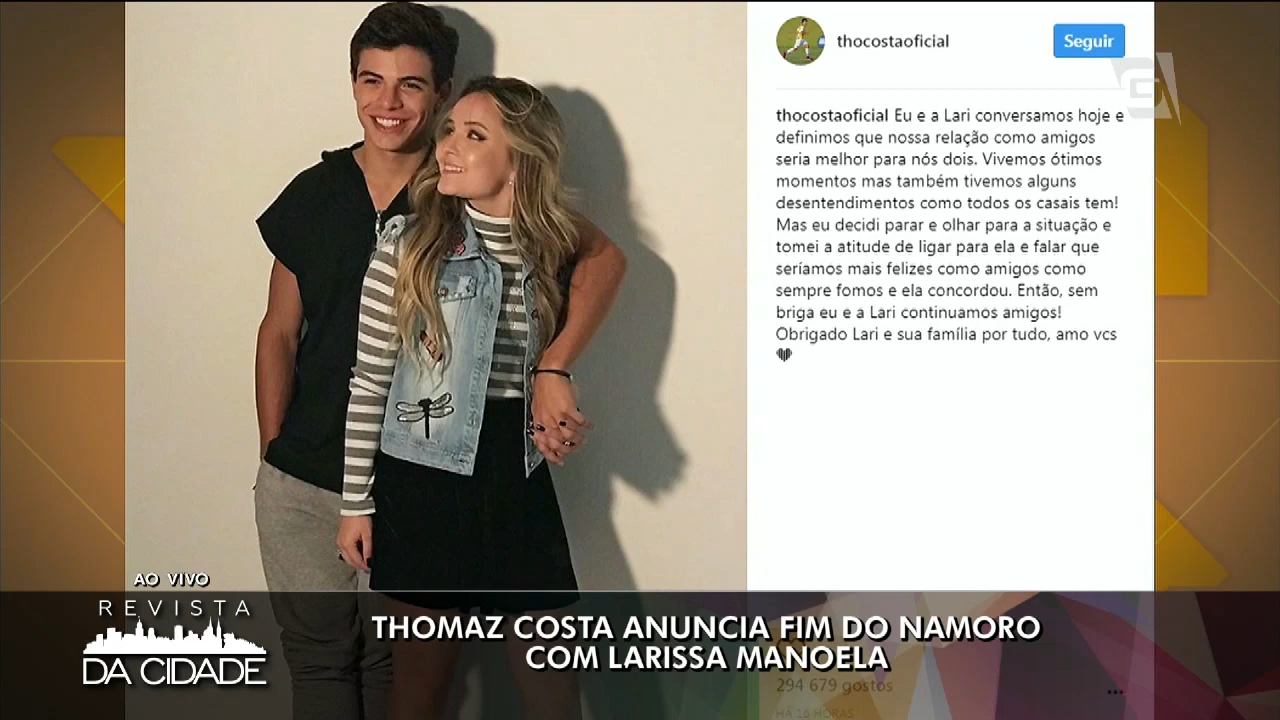 thocostaoficial
Seguir
thocostaoficial Eu e a Lari conversamos hoje e
definimos que nossa relação como amigos
seria melhor para nós dois. Vivemos ótimos
momentos mas também tivemos alguns
desentendimentos como todos os casais tem!
Mas eu decidi parar e olhar para a situação e
tomei a atitude de ligar para ela e falar que
seríamos mais felizes como amigos como
sempre fomos e ela concordou. Então, sem
briga eu e a Lari continuamos amigos!
Obrigado Lari e sua família por tudo, amo vcs
🖤
AO VIVO
REVISTA
DA CIDADE
THOMAZ COSTA ANUNCIA FIM DO NAMORO
COM LARISSA MANOELA
294 679 gostos
HÁ 16 HORAS
...